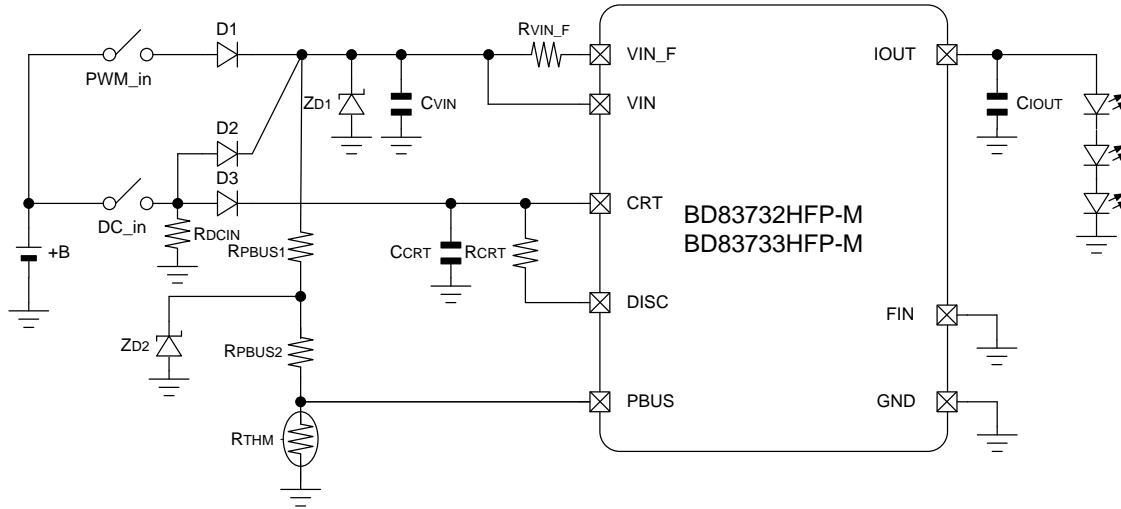 D1
RVIN_F
VIN_F
IOUT
PWM_in
ZD1
CVIN
VIN
CIOUT
D2
D3
CRT
BD83732HFP-M
BD83733HFP-M
DC_in
RDCIN
+B
RPBUS1
CCRT
RCRT
DISC
FIN
ZD2
RPBUS2
PBUS
GND
RTHM